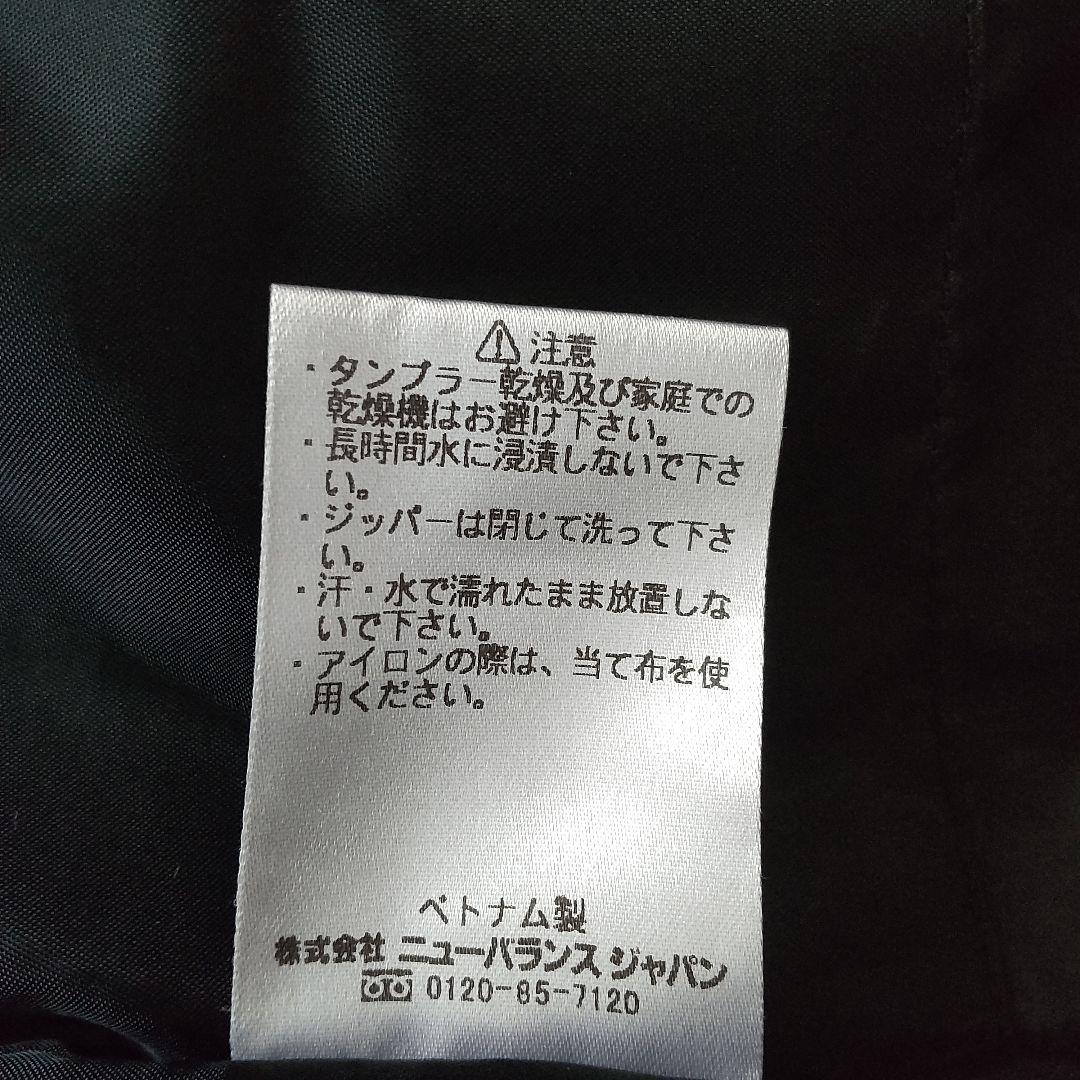 ⚠ 注意
・タンブラー乾燥及び家庭での
乾燥機はお避け下さい。
・長時間水に浸漬しないで下さ
い。
・ジッパーは閉じて洗って下さ
い。
・汗・水で濡れたまま放置しな
いで下さい。
・アイロンの際は、当て布を使
用ください。
ベトナム製
株式会社 ニューバランス ジャパン
0120-85-7120